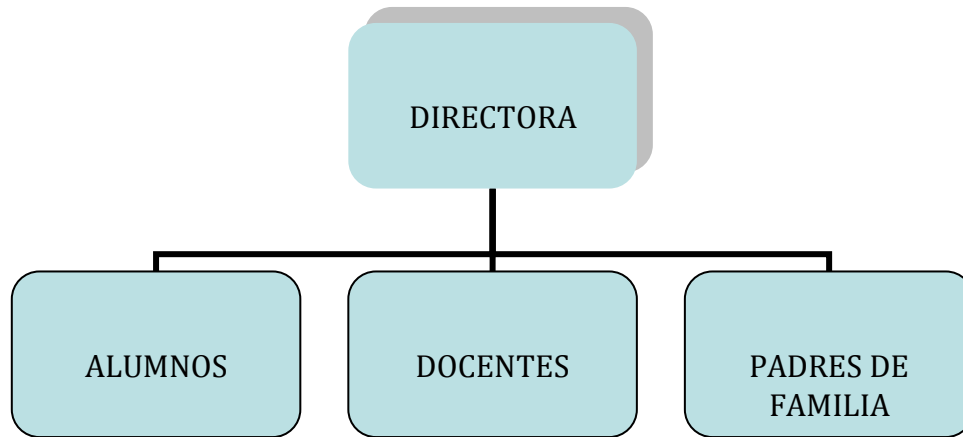 DIRECTORA
ALUMNOS
DOCENTES
PADRES DE
FAMILIA